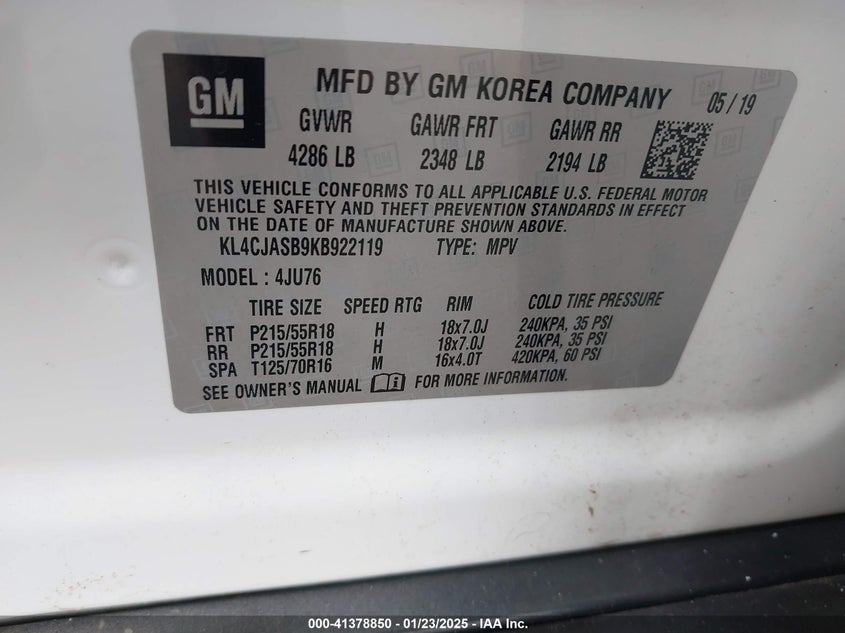 GM
MFD BY GM KOREA COMPANY 05 / 19
GVWR GAWR FRT GAWR RR
4286 LB 2348 LB 2194 LB
THIS VEHICLE CONFORMS TO ALL APPLICABLE U.S. FEDERAL MOTOR
VEHICLE SAFETY AND THEFT PREVENTION STANDARDS IN EFFECT
ON THE DATE OF MANUFACTURE SHOWN ABOVE.
KL4CJASB9KB922119 TYPE: MPV
MODEL : 4JU76
TIRE SIZE SPEED RTG RIM COLD TIRE PRESSURE
FRT P215/55R18 H 18x7.0J 240KPA, 35 PSI
RR P215/55R18 H 18x7.0J 240KPA, 35 PSI
SPA T125/70R16 M 16x4.0T 420KPA, 60 PSI
SEE OWNER'S MANUAL FOR MORE INFORMATION.
000-41378850 / 01/23/2025 - IAA Inc.